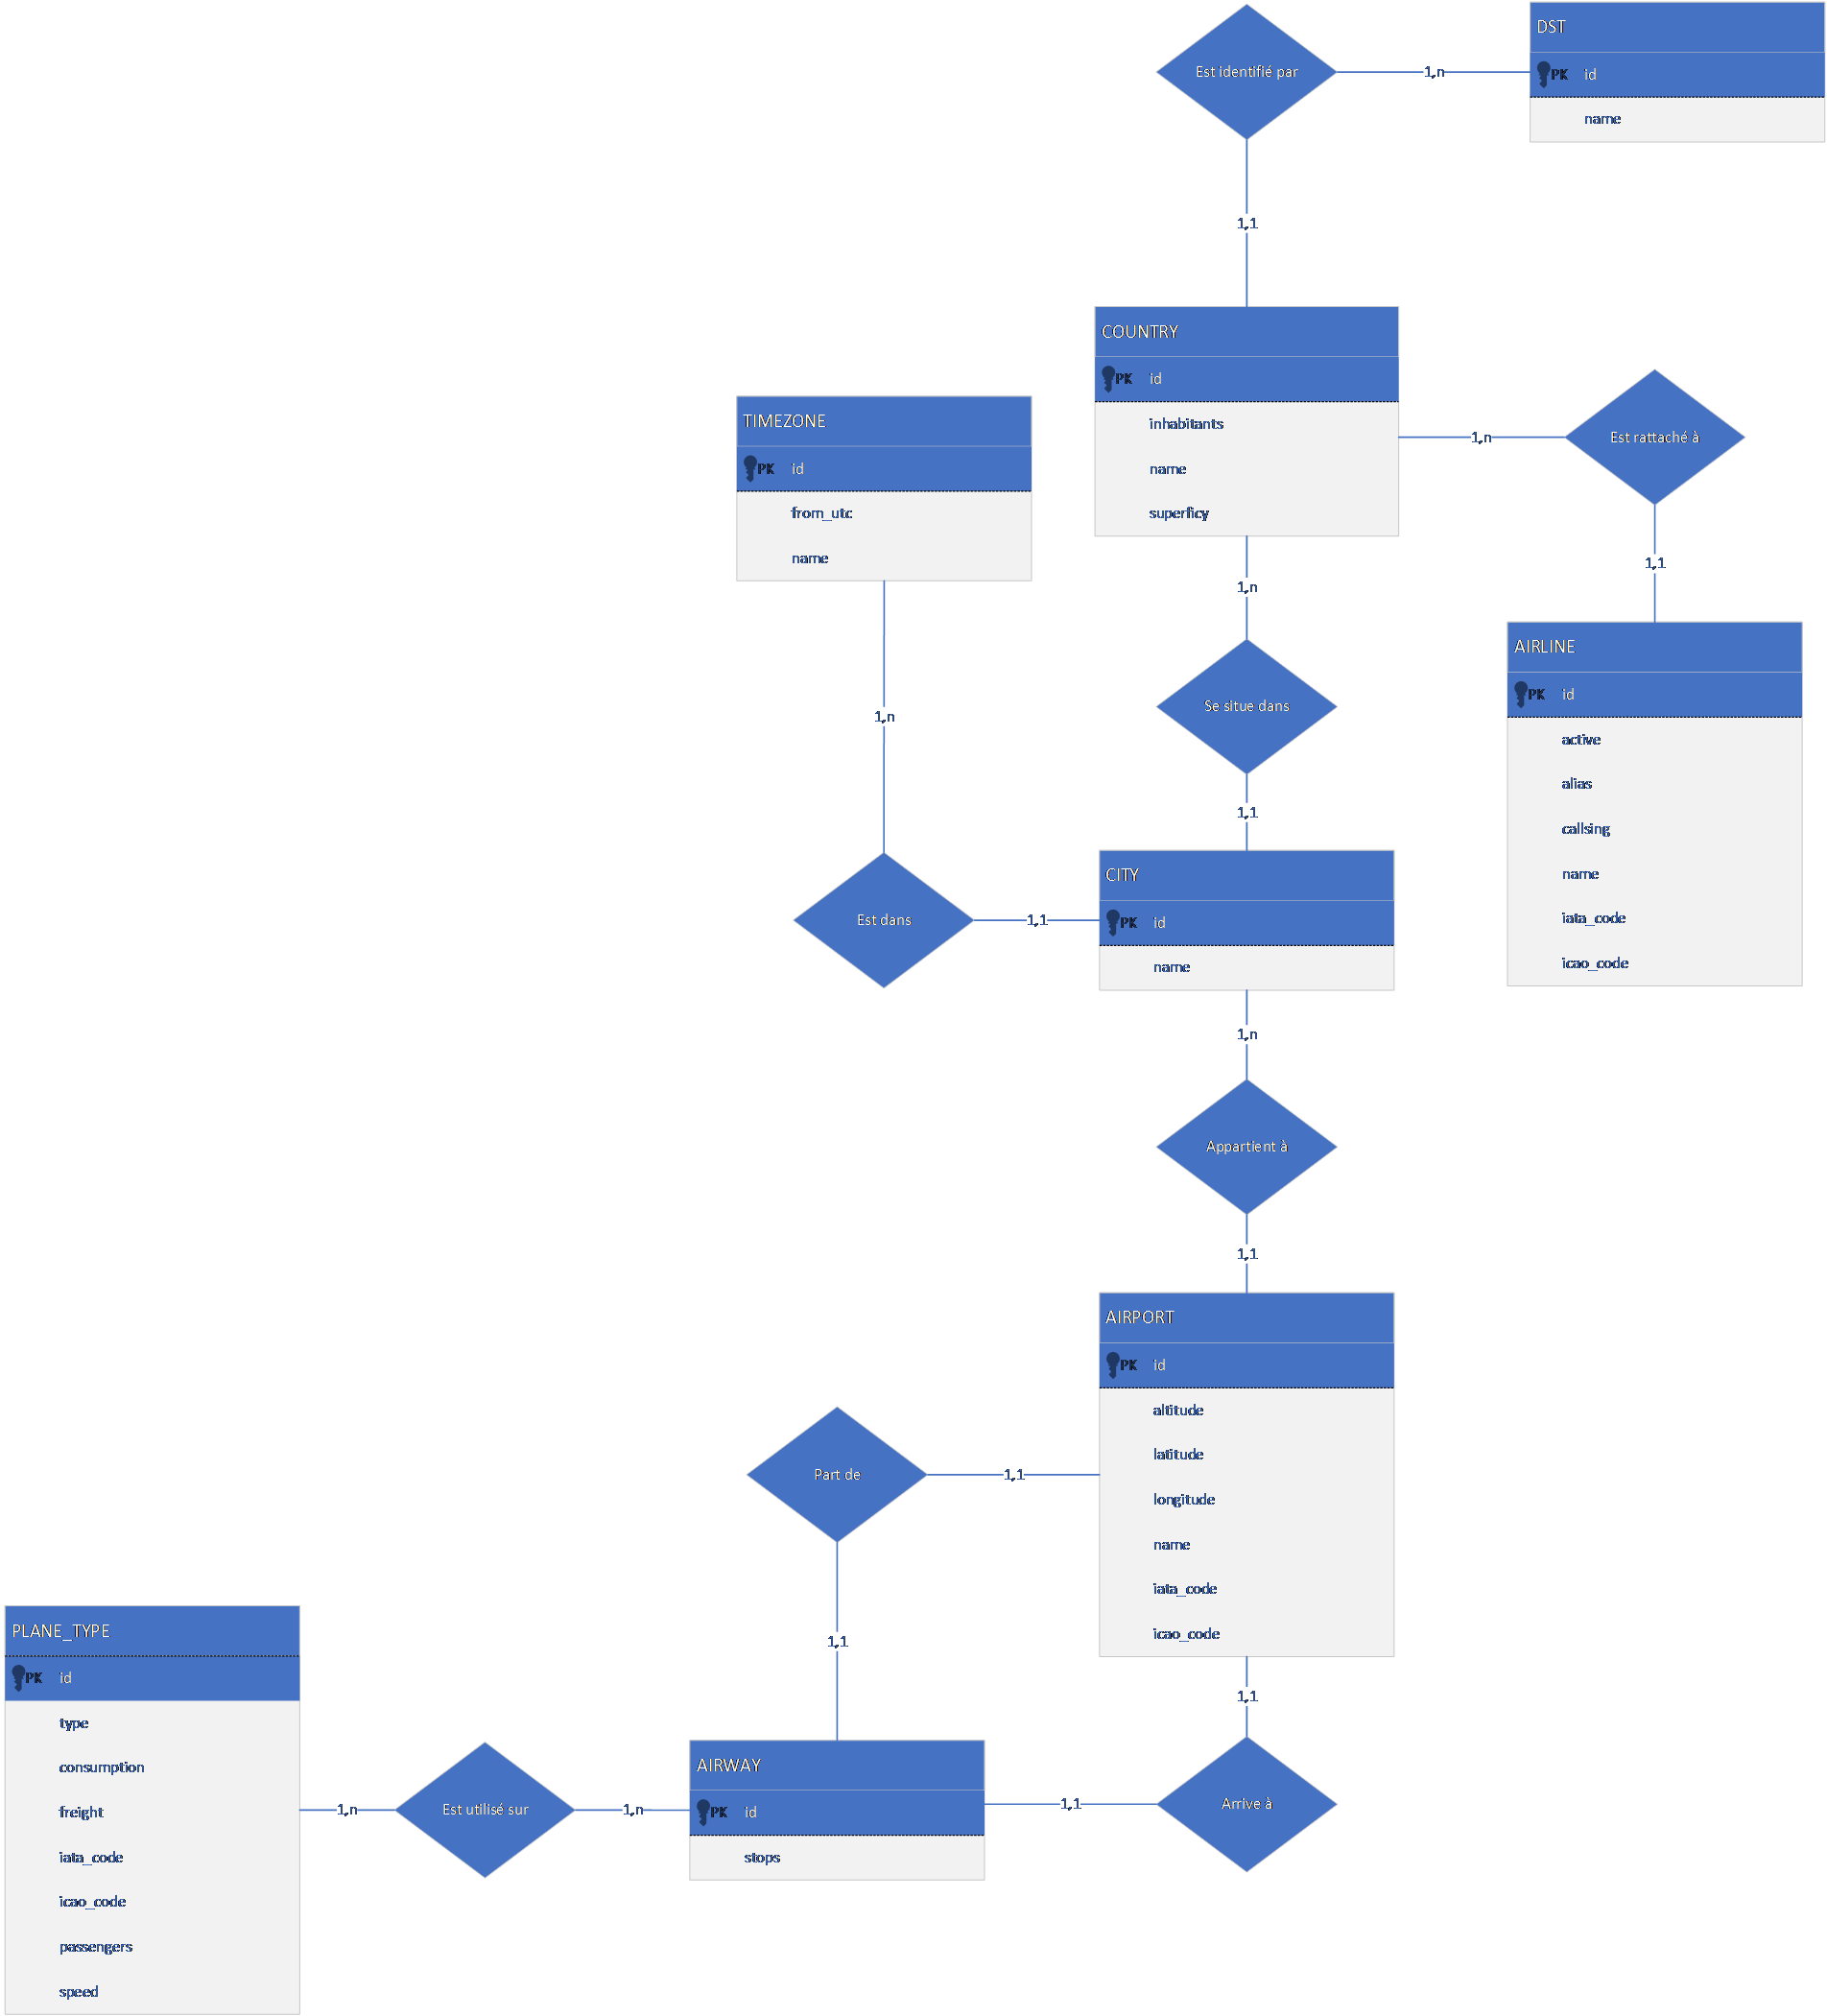 Est identifié par
1,n
DST
PK id
name
1,1
COUNTRY
PK id
inhabitants
name
superficy
1,n
Est rattaché à
1,1
TIMEZONE
PK id
from_utc
name
1,n
Se situe dans
1,1
AIRLINE
PK id
active
alias
callsing
name
iata_code
icao_code
1,n
Est dans
1,1
CITY
PK id
name
1,n
Appartient à
1,1
AIRPORT
PK id
altitude
latitude
longitude
name
iata_code
icao_code
Part de
1,1
1,1
1,1
PLANE_TYPE
PK id
type
consumption
freight
iata_code
icao_code
passengers
speed
1,n
Est utilisé sur
1,n
AIRWAY
PK id
stops
1,1
Arrive à